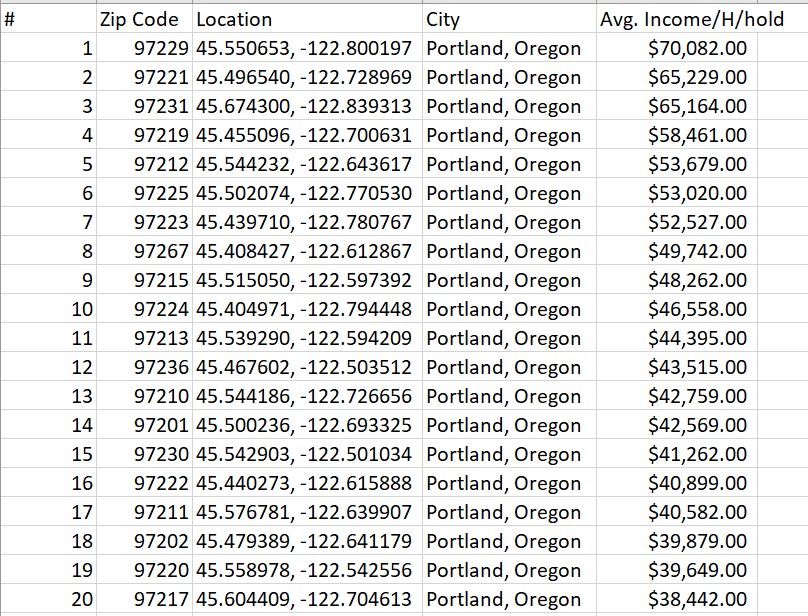 # Zip Code Location City Avg. Income/H/hold
1 97229 45.550653, -122.800197 Portland, Oregon $70,082.00
2 97221 45.496540, -122.728969 Portland, Oregon $65,229.00
3 97231 45.674300, -122.839313 Portland, Oregon $65,164.00
4 97219 45.455096, -122.700631 Portland, Oregon $58,461.00
5 97212 45.544232, -122.643617 Portland, Oregon $53,679.00
6 97225 45.502074, -122.770530 Portland, Oregon $53,020.00
7 97223 45.439710, -122.780767 Portland, Oregon $52,527.00
8 97267 45.408427, -122.612867 Portland, Oregon $49,742.00
9 97215 45.515050, -122.597392 Portland, Oregon $48,262.00
10 97224 45.404971, -122.794448 Portland, Oregon $46,558.00
11 97213 45.539290, -122.594209 Portland, Oregon $44,395.00
12 97236 45.467602, -122.503512 Portland, Oregon $43,515.00
13 97210 45.544186, -122.726656 Portland, Oregon $42,759.00
14 97201 45.500236, -122.693325 Portland, Oregon $42,569.00
15 97230 45.542903, -122.501034 Portland, Oregon $41,262.00
16 97222 45.440273, -122.615888 Portland, Oregon $40,899.00
17 97211 45.576781, -122.639907 Portland, Oregon $40,582.00
18 97202 45.479389, -122.641179 Portland, Oregon $39,879.00
19 97220 45.558978, -122.542556 Portland, Oregon $39,649.00
20 97217 45.604409, -122.704613 Portland, Oregon $38,442.00